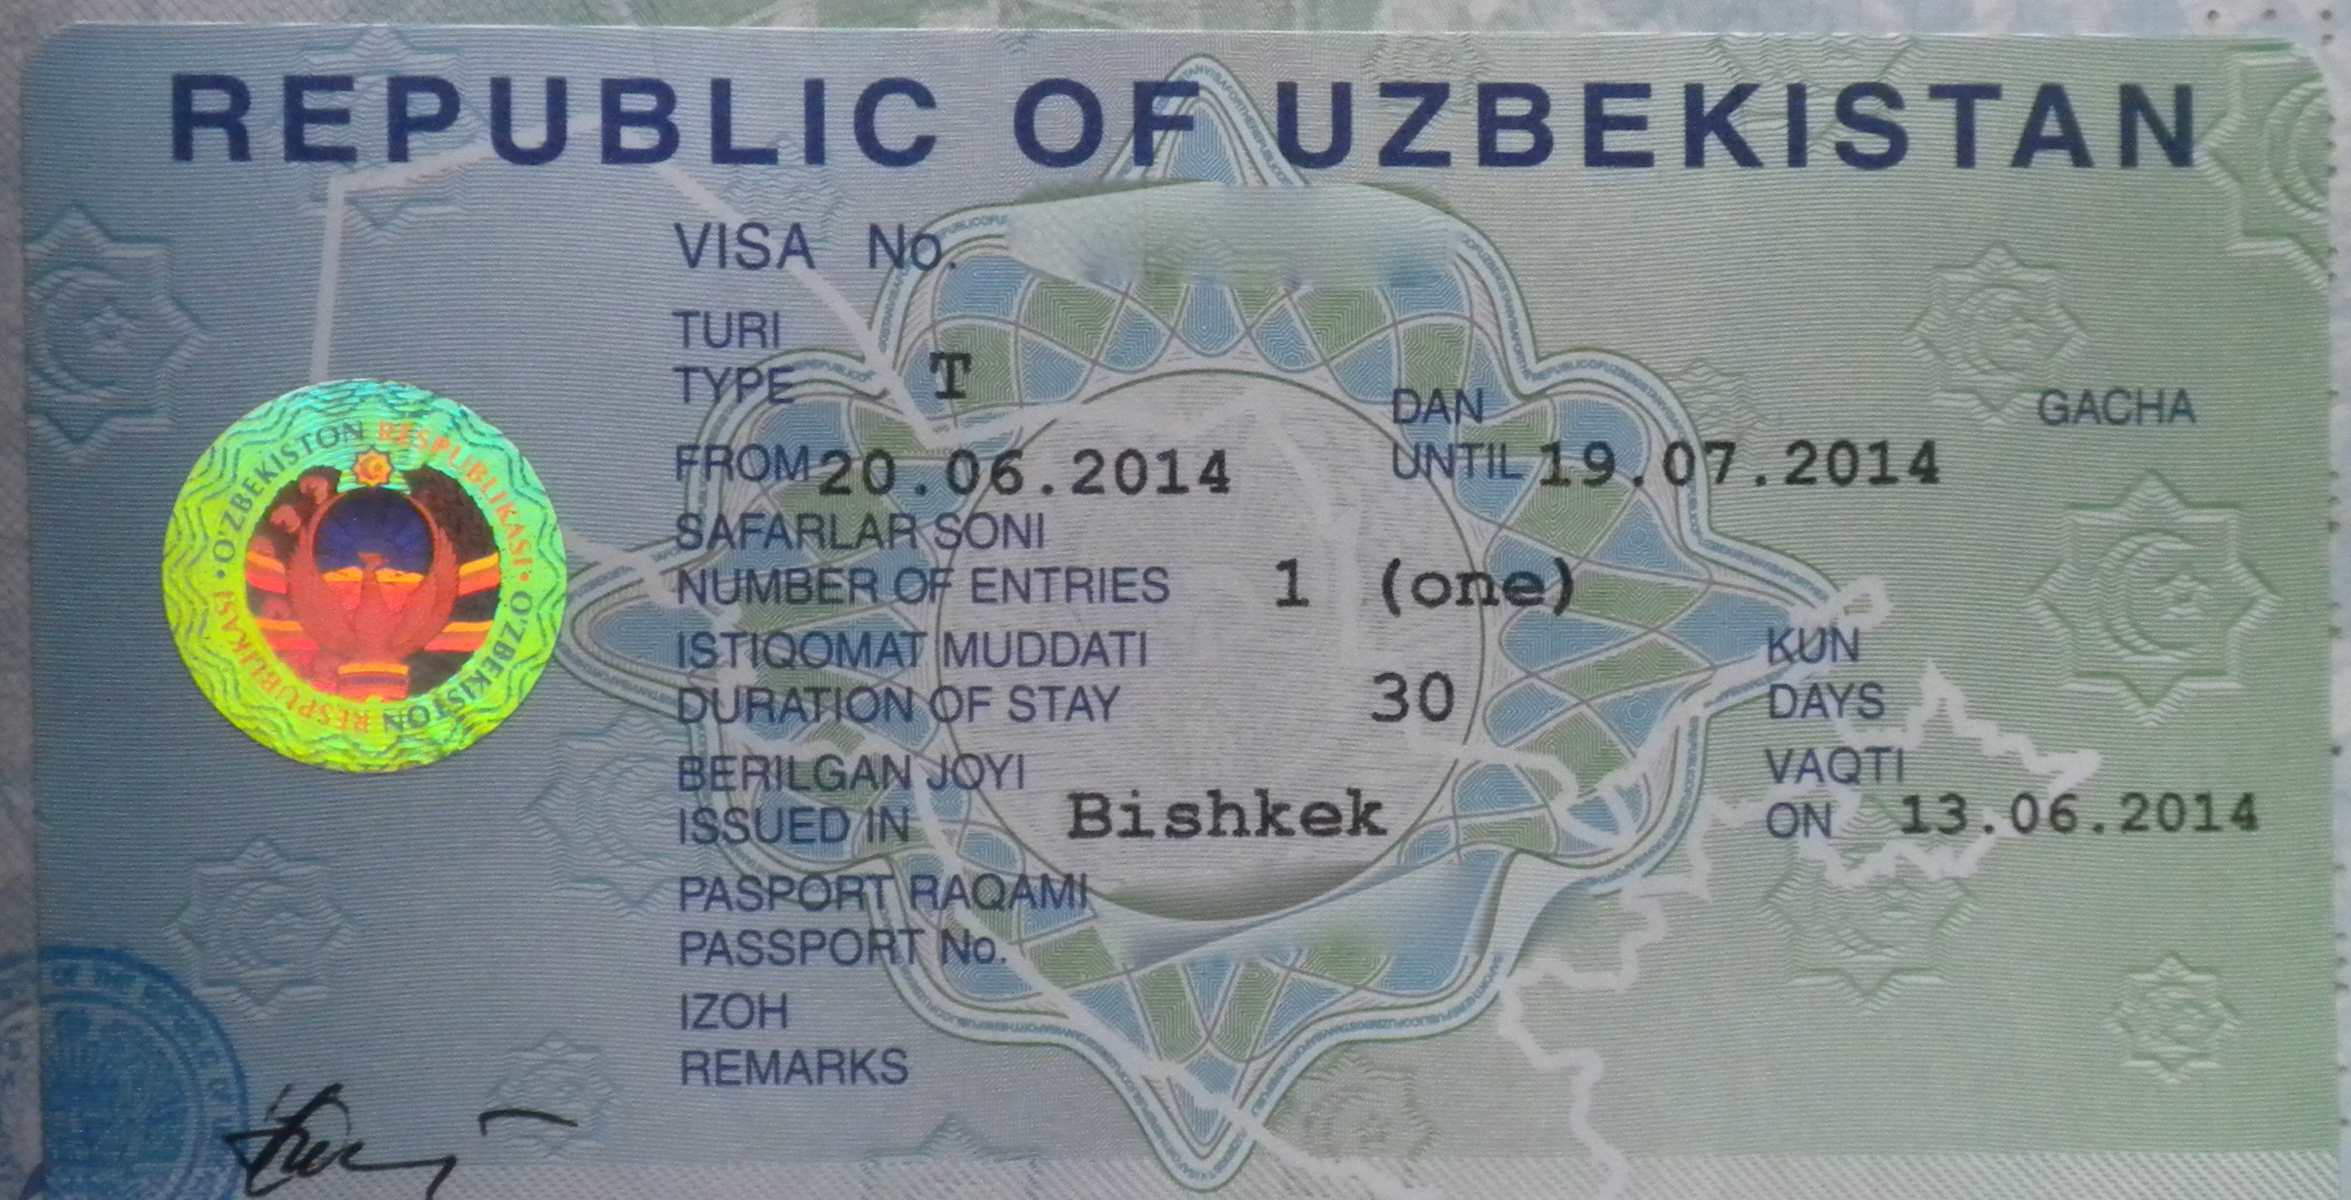 REPUBLIC OF UZBEKISTAN
VISA No.
TURI
TYPE T
DAN GACHA
FROM 20.06.2014 UNTIL 19.07.2014
SAFARLAR SONI
NUMBER OF ENTRIES 1 (one)
ISTIQOMAT MUDDATI KUN
DURATION OF STAY 30 DAYS
BERILGAN JOYI VAQTI
ISSUED IN Bishkek ON 13.06.2014
PASPORT RAQAMI
PASSPORT No.
IZOH
REMARKS
O'ZBEKISTON RESPUBLIKASI • O'ZBEKISTON RESPUBLIKASI •